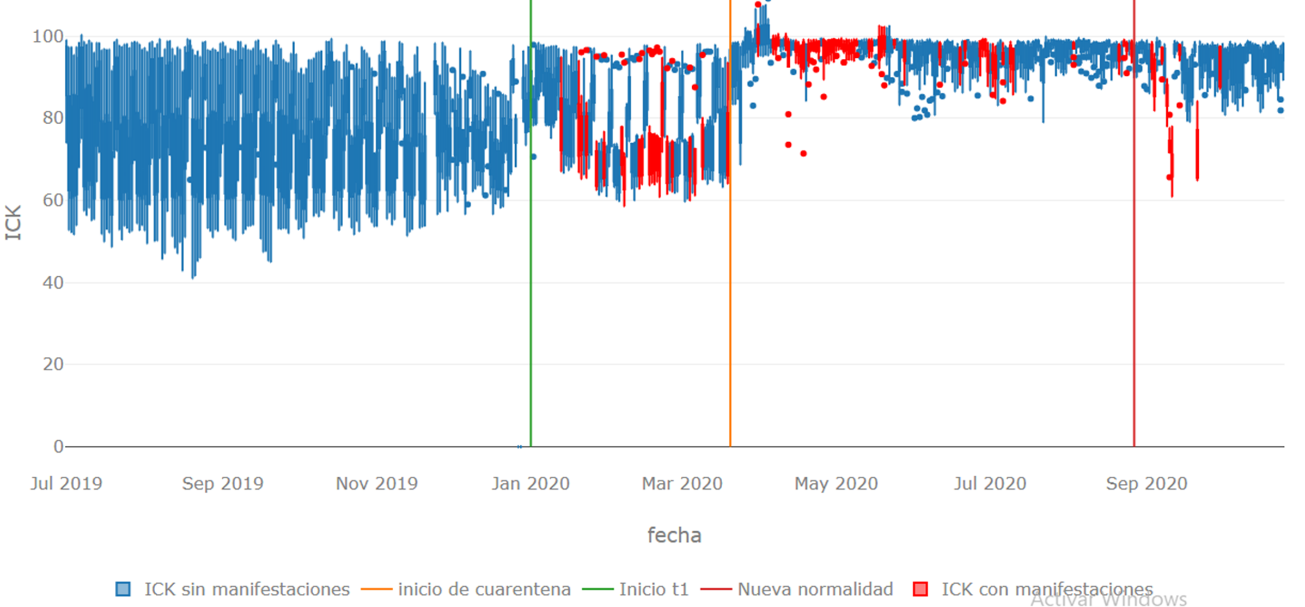 100
80
60
40
20
0
ICK
Jul 2019 Sep 2019 Nov 2019 Jan 2020 Mar 2020 May 2020 Jul 2020 Sep 2020
fecha
ICK sin manifestaciones inicio de cuarentena Inicio t1 Nueva normalidad ICK con manifestaciones
Activar Windows